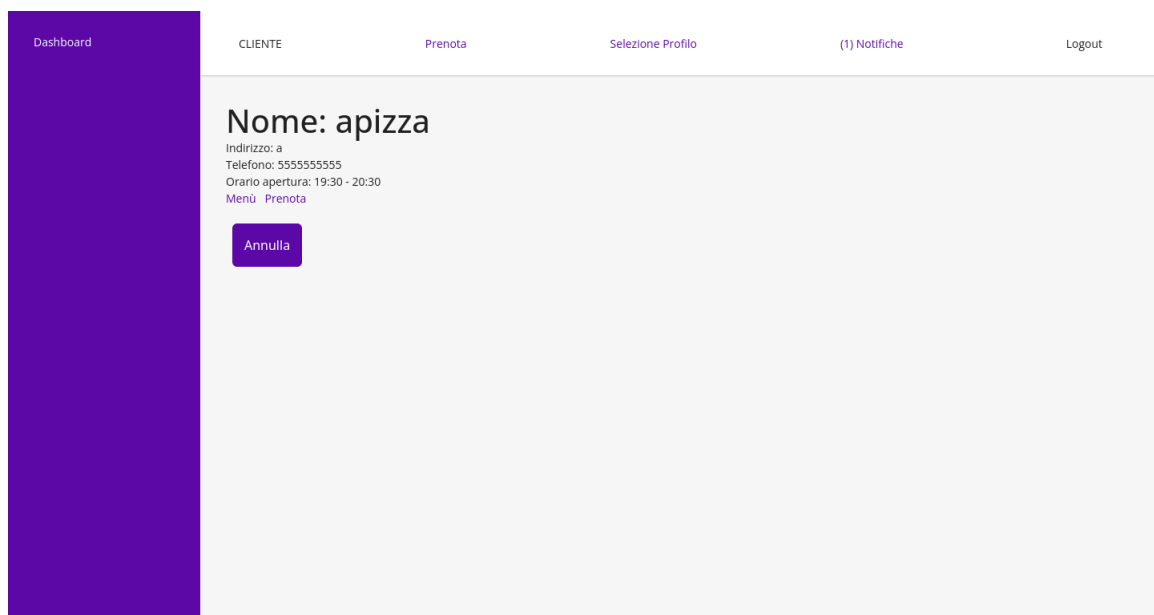 Dashboard
CLIENTE Prenota Selezione Profilo (1) Notifiche Logout
Nome: apizza
Indirizzo: a
Telefono: 5555555555
Orario apertura: 19:30 - 20:30
Menù Prenota
Annulla